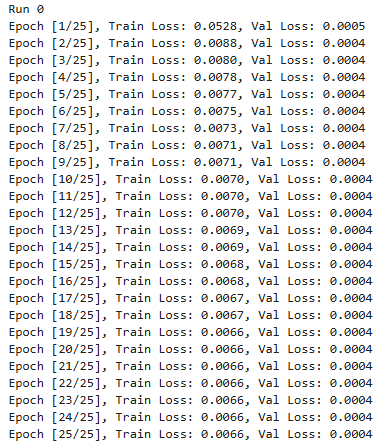 Run 0
Epoch [1/25], Train Loss: 0.0528, Val Loss: 0.0005
Epoch [2/25], Train Loss: 0.0088, Val Loss: 0.0004
Epoch [3/25], Train Loss: 0.0080, Val Loss: 0.0004
Epoch [4/25], Train Loss: 0.0078, Val Loss: 0.0004
Epoch [5/25], Train Loss: 0.0077, Val Loss: 0.0004
Epoch [6/25], Train Loss: 0.0075, Val Loss: 0.0004
Epoch [7/25], Train Loss: 0.0073, Val Loss: 0.0004
Epoch [8/25], Train Loss: 0.0071, Val Loss: 0.0004
Epoch [9/25], Train Loss: 0.0071, Val Loss: 0.0004
Epoch [10/25], Train Loss: 0.0070, Val Loss: 0.0004
Epoch [11/25], Train Loss: 0.0070, Val Loss: 0.0004
Epoch [12/25], Train Loss: 0.0070, Val Loss: 0.0004
Epoch [13/25], Train Loss: 0.0069, Val Loss: 0.0004
Epoch [14/25], Train Loss: 0.0069, Val Loss: 0.0004
Epoch [15/25], Train Loss: 0.0068, Val Loss: 0.0004
Epoch [16/25], Train Loss: 0.0068, Val Loss: 0.0004
Epoch [17/25], Train Loss: 0.0067, Val Loss: 0.0004
Epoch [18/25], Train Loss: 0.0067, Val Loss: 0.0004
Epoch [19/25], Train Loss: 0.0066, Val Loss: 0.0004
Epoch [20/25], Train Loss: 0.0066, Val Loss: 0.0004
Epoch [21/25], Train Loss: 0.0066, Val Loss: 0.0004
Epoch [22/25], Train Loss: 0.0066, Val Loss: 0.0004
Epoch [23/25], Train Loss: 0.0066, Val Loss: 0.0004
Epoch [24/25], Train Loss: 0.0066, Val Loss: 0.0004
Epoch [25/25], Train Loss: 0.0066, Val Loss: 0.0004